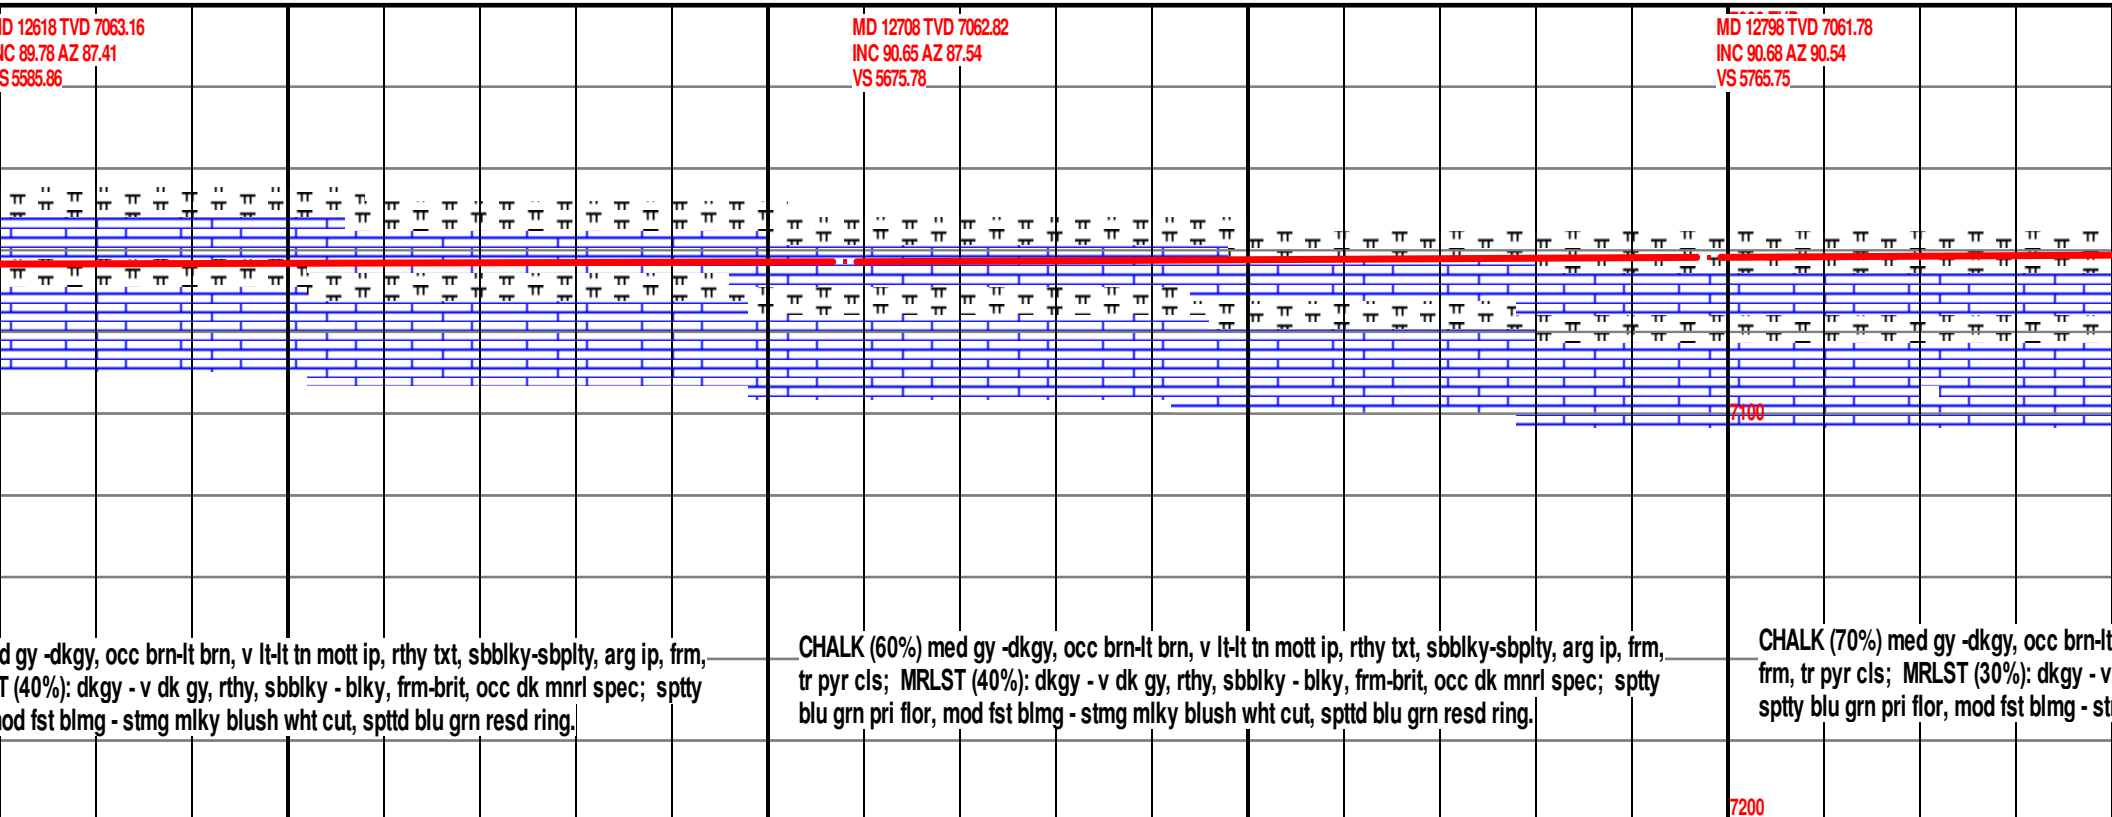 D 12618 TVD 7063.16
NC 89.78 AZ 87.41
S 5585.86
MD 12708 TVD 7062.82
INC 90.65 AZ 87.54
VS 5675.78
MD 12798 TVD 7061.78
INC 90.68 AZ 90.54
VS 5765.75
7100
d gy -dkgy, occ brn-lt brn, v lt-lt tn mott ip, rthy txt, sbblky-sbplty, arg ip, frm,
T (40%): dkgy - v dk gy, rthy, sbblky - blky, frm-brit, occ dk mnrl spec;  sptty
od fst blmg - stmg mlky blush wht cut, spttd blu grn resd ring.
CHALK (60%) med gy -dkgy, occ brn-lt brn, v lt-lt tn mott ip, rthy txt, sbblky-sbplty, arg ip, frm,
tr pyr cls;  MRLST (40%): dkgy - v dk gy, rthy, sbblky - blky, frm-brit, occ dk mnrl spec;  sptty
blu grn pri flor, mod fst blmg - stmg mlky blush wht cut, spttd blu grn resd ring.
CHALK (70%) med gy -dkgy, occ brn-lt
frm, tr pyr cls;  MRLST (30%): dkgy - v
sptty blu grn pri flor, mod fst blmg - st
7200